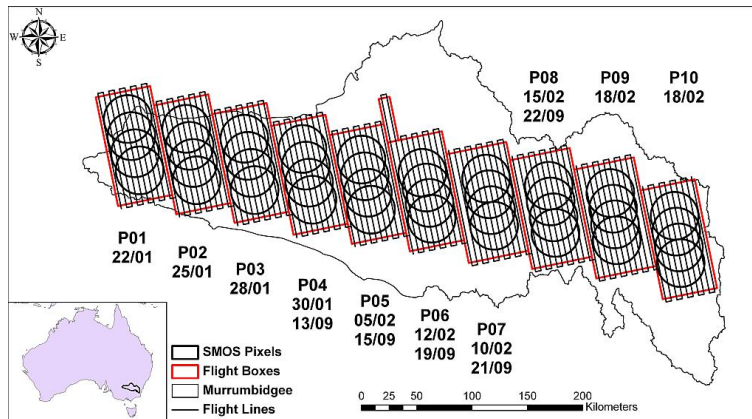 N
W
E
S
P08
15/02
22/09
P09
18/02
P10
18/02
P01
22/01
P02
25/01
P03
28/01
P04
30/01
13/09
P05
05/02
15/09
P06
12/02
19/09
P07
10/02
21/09
SMOS Pixels
Flight Boxes
Murrumbidgee
Flight Lines
0 25 50 100 150 200
Kilometers